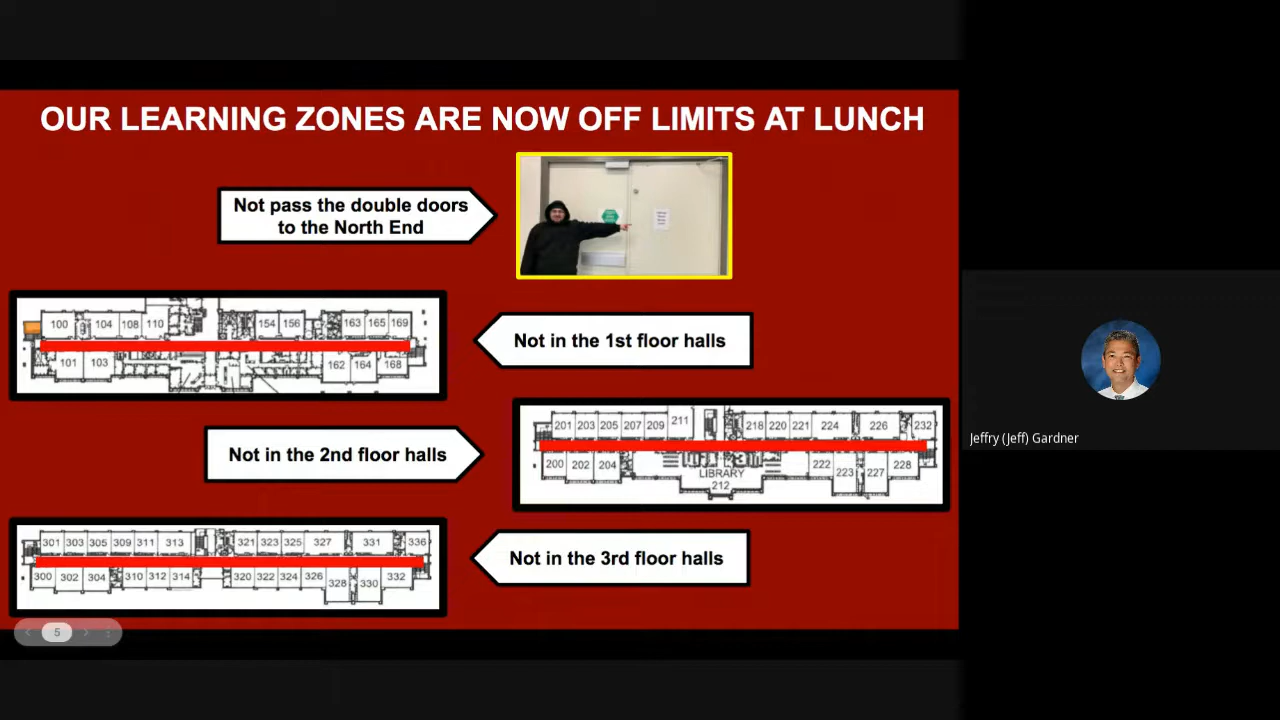 OUR LEARNING ZONES ARE NOW OFF LIMITS AT LUNCH
Not pass the double doors
to the North End
100 104 108 110 154 156 163 165 169
101 103 162 164 168
Not in the 1st floor halls
Not in the 2nd floor halls
201 203 205 207 209 211 218 220 221 224 226 232
200 202 204 222 223 227 228
LIBRARY
212
301 303 305 309 311 313 321 323 325 327 331 336
300 302 304 310 312 314 320 322 324 326 328 330 332
Not in the 3rd floor halls
5
Jeffry (Jeff) Gardner